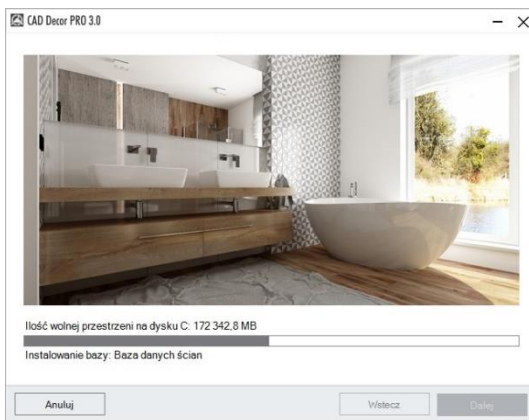 CAD Decor PRO 3.0
Ilość wolnej przestrzeni na dysku C: 172 342,8 MB
Instalowanie bazy: Baza danych ścian
Anuluj
Wstecz
Dalej